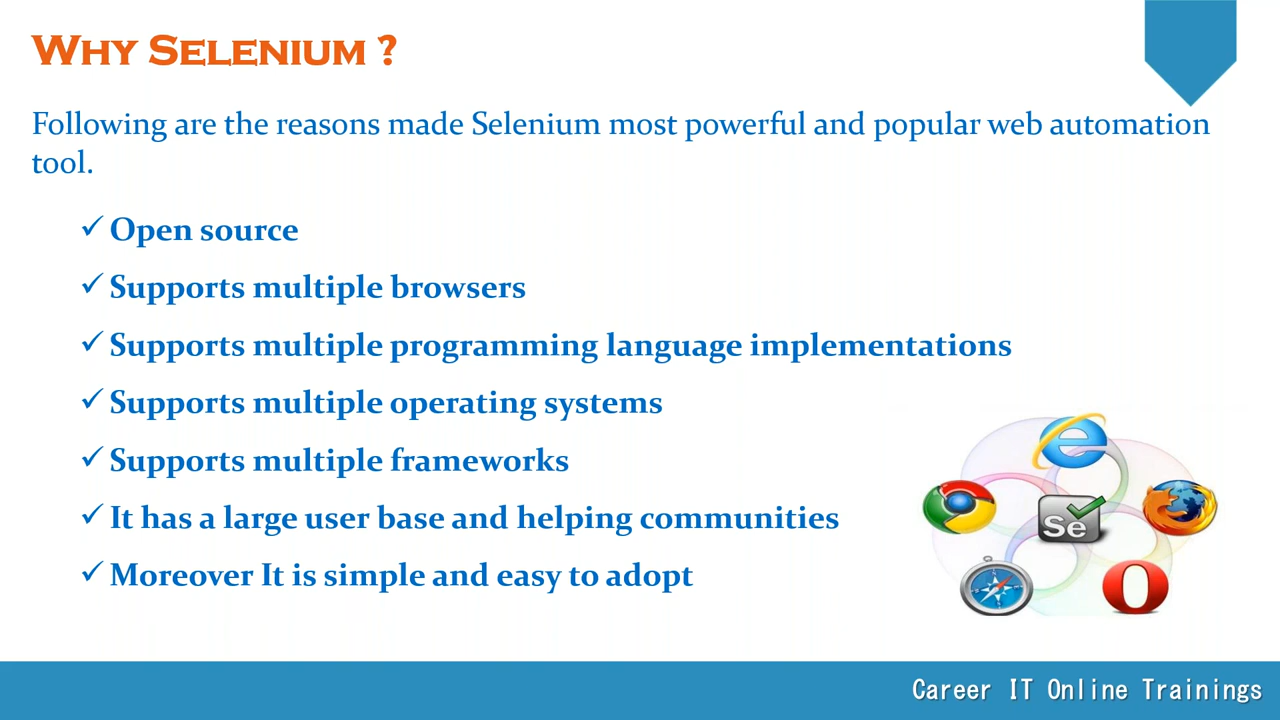 Why Selenium ?
Following are the reasons made Selenium most powerful and popular web automation
tool.
✓ Open source
✓ Supports multiple browsers
✓ Supports multiple programming language implementations
✓ Supports multiple operating systems
✓ Supports multiple frameworks
✓ It has a large user base and helping communities
✓ Moreover It is simple and easy to adopt
Se
Career IT Online Trainings